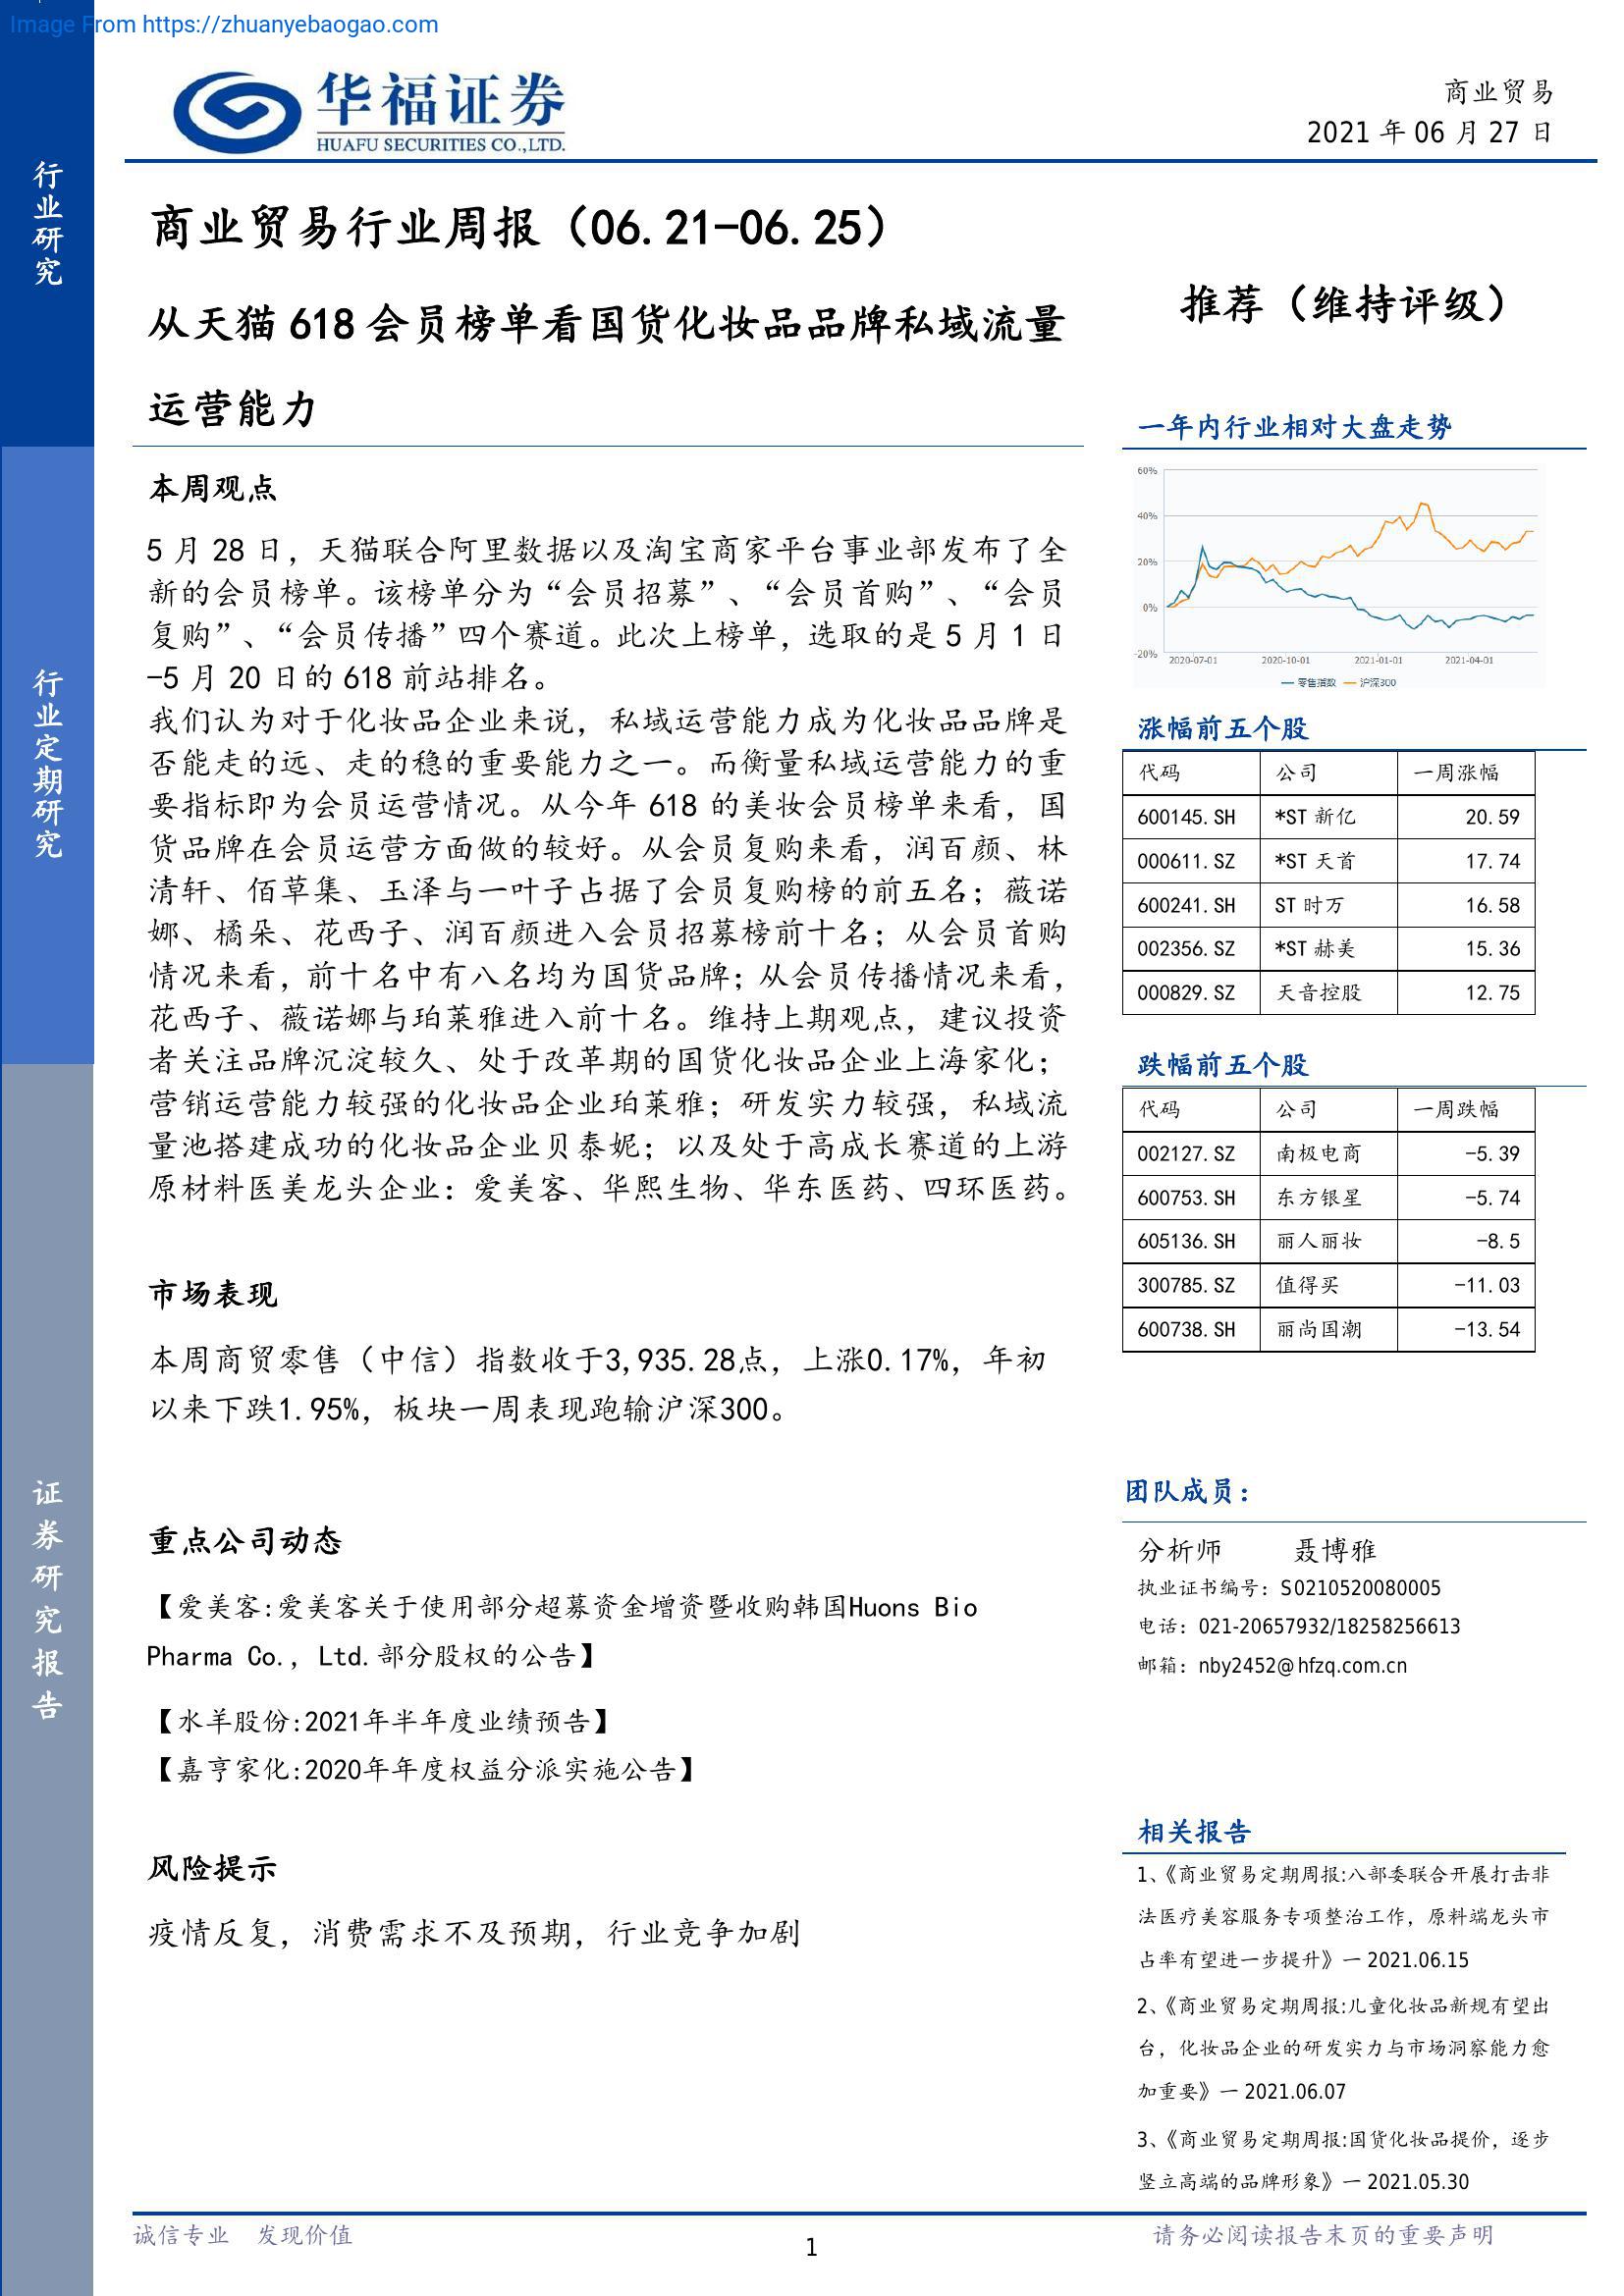 Image From https://zhuanyebaogao.com
华福证券
HUAFU SECURITIES CO.,LTD.
商业贸易
2021 年 06 月 27 日
行业研究
行业定期研究
证券研究报告
商业贸易行业周报（06.21-06.25）
从天猫 618 会员榜单看国货化妆品品牌私域流量
运营能力
本周观点
5 月 28 日，天猫联合阿里数据以及淘宝商家平台事业部发布了全
新的会员榜单。该榜单分为“会员招募”、“会员首购”、“会员
复购”、“会员传播”四个赛道。此次上榜单，选取的是 5 月 1 日
-5 月 20 日的 618 前站排名。
我们认为对于化妆品企业来说，私域运营能力成为化妆品品牌是
否能走的远、走的稳的重要能力之一。而衡量私域运营能力的重
要指标即为会员运营情况。从今年 618 的美妆会员榜单来看，国
货品牌在会员运营方面做的较好。从会员复购来看，润百颜、林
清轩、佰草集、玉泽与一叶子占据了会员复购榜的前五名；薇诺
娜、橘朵、花西子、润百颜进入会员招募榜前十名；从会员首购
情况来看，前十名中有八名均为国货品牌；从会员传播情况来看，
花西子、薇诺娜与珀莱雅进入前十名。维持上期观点，建议投资
者关注品牌沉淀较久、处于改革期的国货化妆品企业上海家化；
营销运营能力较强的化妆品企业珀莱雅；研发实力较强，私域流
量池搭建成功的化妆品企业贝泰妮；以及处于高成长赛道的上游
原材料医美龙头企业：爱美客、华熙生物、华东医药、四环医药。
市场表现
本周商贸零售（中信）指数收于3,935.28点，上涨0.17%，年初
以来下跌1.95%，板块一周表现跑输沪深300。
重点公司动态
【爱美客:爱美客关于使用部分超募资金增资暨收购韩国Huons Bio
Pharma Co., Ltd.部分股权的公告】
【水羊股份:2021年半年度业绩预告】
【嘉亨家化:2020年年度权益分派实施公告】
风险提示
疫情反复，消费需求不及预期，行业竞争加剧
推荐（维持评级）
一年内行业相对大盘走势
60%
40%
20%
0%
-20%
2020-07-01 2020-10-01 2021-01-01 2021-04-01
零售指数 沪深300
涨幅前五个股
代码 公司 一周涨幅
600145.SH *ST 新亿 20.59
000611.SZ *ST 天首 17.74
600241.SH ST 时万 16.58
002356.SZ *ST 赫美 15.36
000829.SZ 天音控股 12.75
跌幅前五个股
代码 公司 一周跌幅
002127.SZ 南极电商 -5.39
600753.SH 东方银星 -5.74
605136.SH 丽人丽妆 -8.5
300785.SZ 值得买 -11.03
600738.SH 丽尚国潮 -13.54
团队成员：
分析师 聂博雅
执业证书编号：S0210520080005
电话：021-20657932/18258256613
邮箱：nby2452@hfzq.com.cn
相关报告
1、《商业贸易定期周报:八部委联合开展打击非
法医疗美容服务专项整治工作，原料端龙头市
占率有望进一步提升》一 2021.06.15
2、《商业贸易定期周报:儿童化妆品新规有望出
台，化妆品企业的研发实力与市场洞察能力愈
加重要》一 2021.06.07
3、《商业贸易定期周报:国货化妆品提价，逐步
竖立高端的品牌形象》一 2021.05.30
诚信专业 发现价值
1
请务必阅读报告末页的重要声明